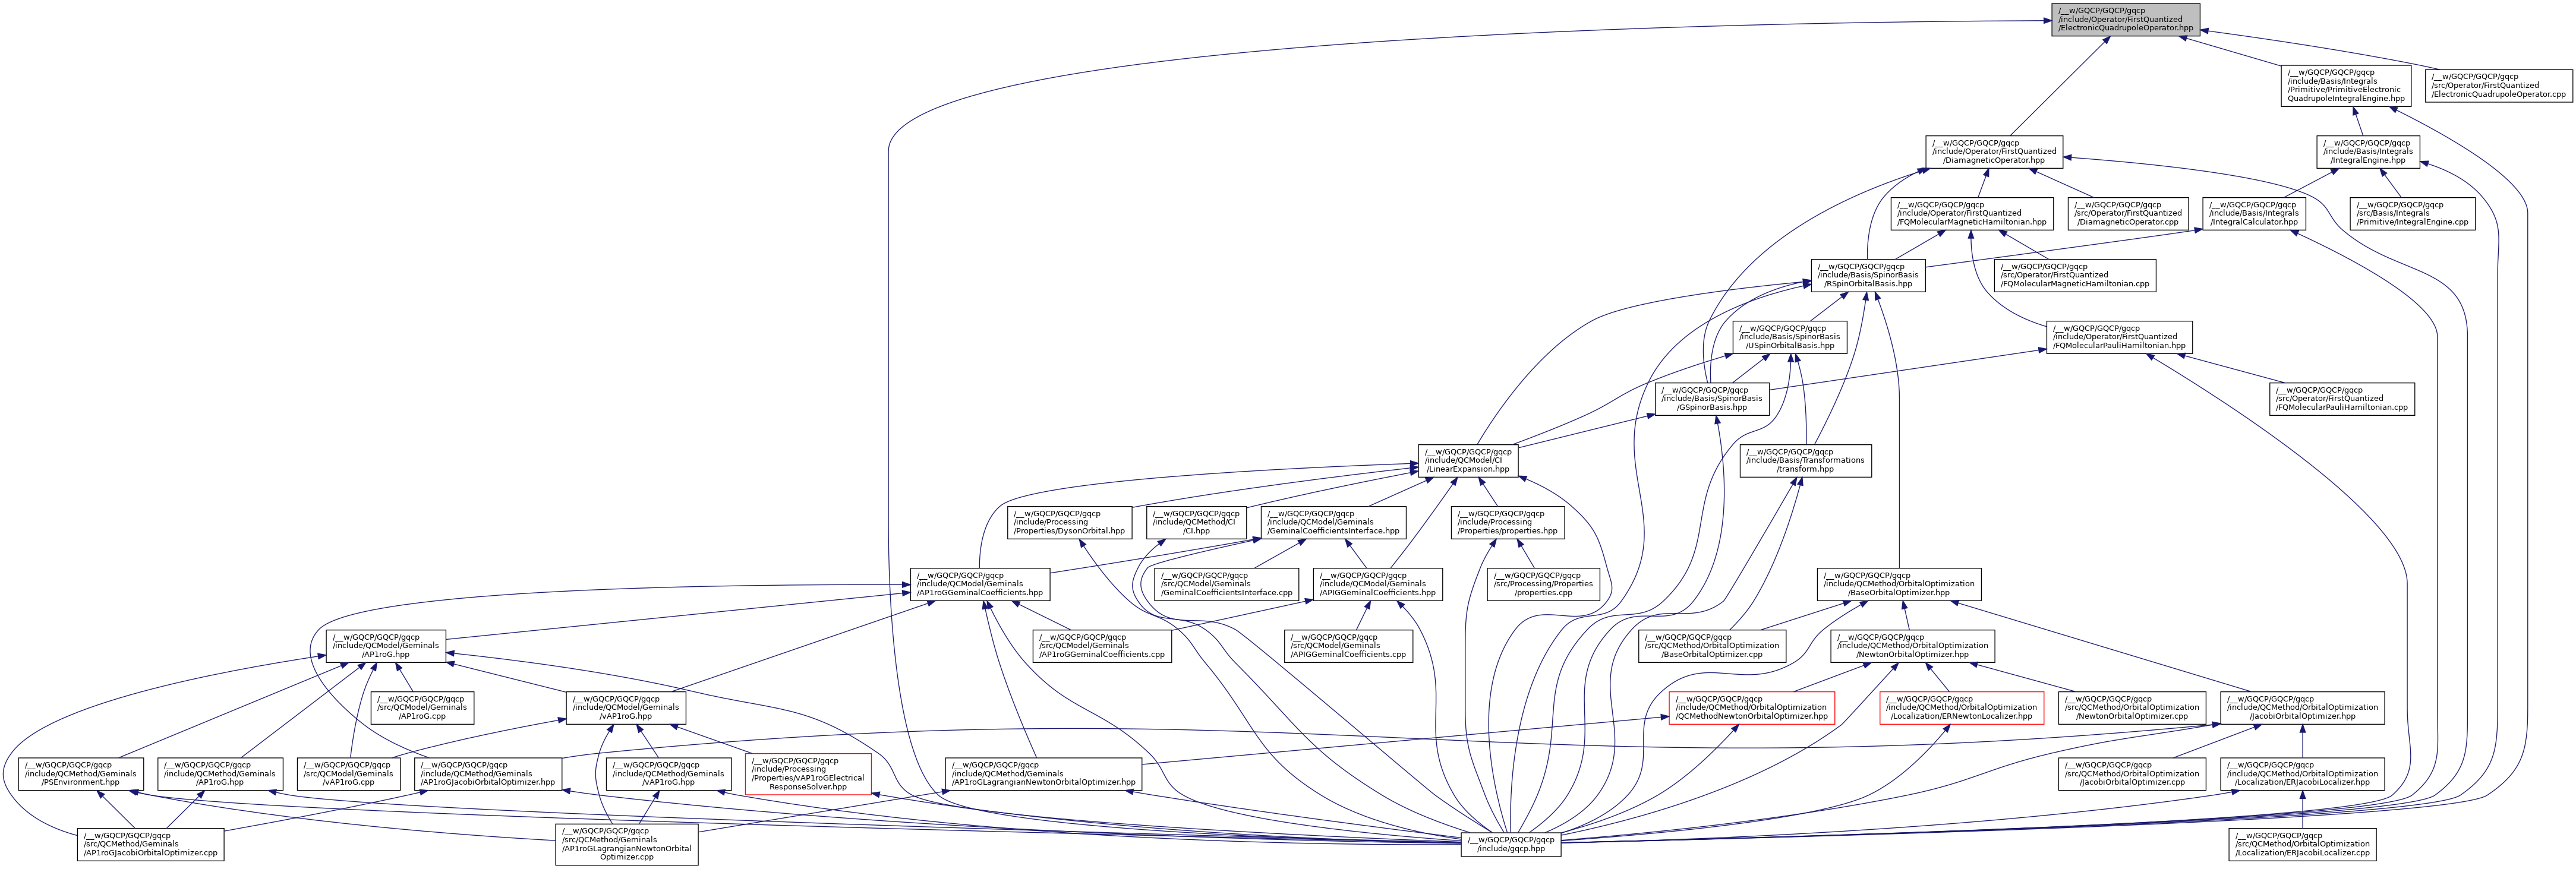 /__w/GQCP/GQCP/gqcp
/include/Operator/FirstQuantized
/ElectronicQuadrupoleOperator.hpp
/__w/GQCP/GQCP/gqcp
/include/Basis/Integrals
/Primitive/PrimitiveElectronic
QuadrupoleIntegralEngine.hpp
/__w/GQCP/GQCP/gqcp
/src/Operator/FirstQuantized
/ElectronicQuadrupoleOperator.cpp
/__w/GQCP/GQCP/gqcp
/include/Operator/FirstQuantized
/DiamagneticOperator.hpp
/__w/GQCP/GQCP/gqcp
/include/Basis/Integrals
/IntegralEngine.hpp
/__w/GQCP/GQCP/gqcp
/include/Operator/FirstQuantized
/FQMolecularMagneticHamiltonian.hpp
/__w/GQCP/GQCP/gqcp
/src/Operator/FirstQuantized
/DiamagneticOperator.cpp
/__w/GQCP/GQCP/gqcp
/include/Basis/Integrals
/IntegralCalculator.hpp
/__w/GQCP/GQCP/gqcp
/src/Basis/Integrals
/Primitive/IntegralEngine.cpp
/__w/GQCP/GQCP/gqcp
/include/Basis/SpinorBasis
/RSpinOrbitalBasis.hpp
/__w/GQCP/GQCP/gqcp
/src/Operator/FirstQuantized
/FQMolecularMagneticHamiltonian.cpp
/__w/GQCP/GQCP/gqcp
/include/Basis/SpinorBasis
/USpinOrbitalBasis.hpp
/__w/GQCP/GQCP/gqcp
/include/Operator/FirstQuantized
/FQMolecularPauliHamiltonian.hpp
/__w/GQCP/GQCP/gqcp
/include/Basis/SpinorBasis
/GSpinorBasis.hpp
/__w/GQCP/GQCP/gqcp
/src/Operator/FirstQuantized
/FQMolecularPauliHamiltonian.cpp
/__w/GQCP/GQCP/gqcp
/include/QCModel/CI
/LinearExpansion.hpp
/__w/GQCP/GQCP/gqcp
/include/Basis/Transformations
/transform.hpp
/__w/GQCP/GQCP/gqcp
/include/Processing
/Properties/DysonOrbital.hpp
/__w/GQCP/GQCP/gqcp
/include/QCMethod/CI
/CI.hpp
/__w/GQCP/GQCP/gqcp
/include/QCModel/Geminals
/GeminalCoefficientsInterface.hpp
/__w/GQCP/GQCP/gqcp
/include/Processing
/Properties/properties.hpp
/__w/GQCP/GQCP/gqcp
/include/QCModel/Geminals
/AP1roGGeminalCoefficients.hpp
/__w/GQCP/GQCP/gqcp
/src/QCModel/Geminals
/GeminalCoefficientsInterface.cpp
/__w/GQCP/GQCP/gqcp
/include/QCModel/Geminals
/APIGGeminalCoefficients.hpp
/__w/GQCP/GQCP/gqcp
/src/Processing/Properties
/properties.cpp
/__w/GQCP/GQCP/gqcp
/include/QCMethod/OrbitalOptimization
/BaseOrbitalOptimizer.hpp
/__w/GQCP/GQCP/gqcp
/include/QCModel/Geminals
/AP1roG.hpp
/__w/GQCP/GQCP/gqcp
/src/QCModel/Geminals
/AP1roGGeminalCoefficients.cpp
/__w/GQCP/GQCP/gqcp
/src/QCModel/Geminals
/APIGGeminalCoefficients.cpp
/__w/GQCP/GQCP/gqcp
/src/QCMethod/OrbitalOptimization
/BaseOrbitalOptimizer.cpp
/__w/GQCP/GQCP/gqcp
/include/QCMethod/OrbitalOptimization
/NewtonOrbitalOptimizer.hpp
/__w/GQCP/GQCP/gqcp
/src/QCModel/Geminals
/AP1roG.cpp
/__w/GQCP/GQCP/gqcp
/include/QCModel/Geminals
/vAP1roG.hpp
/__w/GQCP/GQCP/gqcp
/include/QCMethod/OrbitalOptimization
/QCMethodNewtonOrbitalOptimizer.hpp
/__w/GQCP/GQCP/gqcp
/include/QCMethod/OrbitalOptimization
/Localization/ERNewtonLocalizer.hpp
/__w/GQCP/GQCP/gqcp
/src/QCMethod/OrbitalOptimization
/NewtonOrbitalOptimizer.cpp
/__w/GQCP/GQCP/gqcp
/include/QCMethod/OrbitalOptimization
/JacobiOrbitalOptimizer.hpp
/__w/GQCP/GQCP/gqcp
/include/QCMethod/Geminals
/PSEnvironment.hpp
/__w/GQCP/GQCP/gqcp
/include/QCMethod/Geminals
/AP1roG.hpp
/__w/GQCP/GQCP/gqcp
/src/QCModel/Geminals
/vAP1roG.cpp
/__w/GQCP/GQCP/gqcp
/include/QCMethod/Geminals
/AP1roGJacobiOrbitalOptimizer.hpp
/__w/GQCP/GQCP/gqcp
/include/QCMethod/Geminals
/vAP1roG.hpp
/__w/GQCP/GQCP/gqcp
/include/Processing
/Properties/vAP1roGElectrical
ResponseSolver.hpp
/__w/GQCP/GQCP/gqcp
/include/QCMethod/Geminals
/AP1roGLagrangianNewtonOrbitalOptimizer.hpp
/__w/GQCP/GQCP/gqcp
/src/QCMethod/OrbitalOptimization
/JacobiOrbitalOptimizer.cpp
/__w/GQCP/GQCP/gqcp
/include/QCMethod/OrbitalOptimization
/Localization/ERJacobiLocalizer.hpp
/__w/GQCP/GQCP/gqcp
/src/QCMethod/Geminals
/AP1roGJacobiOrbitalOptimizer.cpp
/__w/GQCP/GQCP/gqcp
/src/QCMethod/Geminals
/AP1roGLagrangianNewtonOrbital
Optimizer.cpp
/__w/GQCP/GQCP/gqcp
/include/gqcp.hpp
/__w/GQCP/GQCP/gqcp
/src/QCMethod/OrbitalOptimization
/Localization/ERJacobiLocalizer.cpp